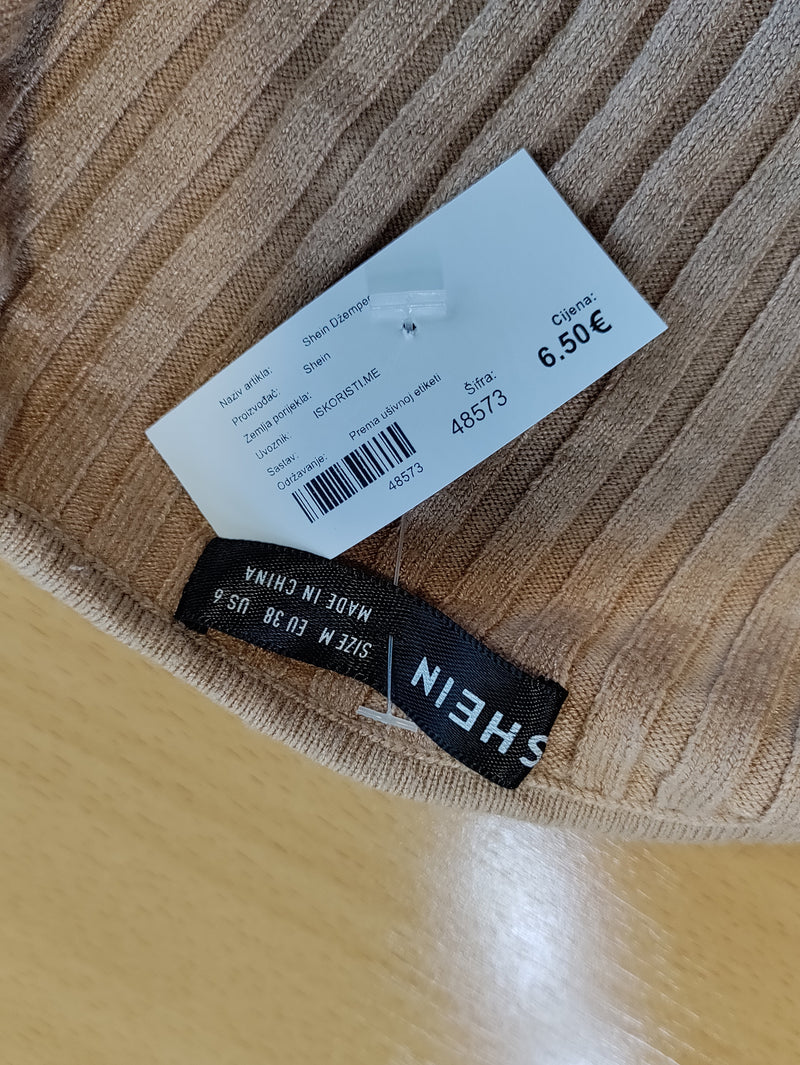 Naziv artikla: Shein Džemper
Proizvođač: Shein
Zemlja porijekla:
Uvoznik: ISKORISTI.ME
Saslav:
Održavanje: Prema ušivnoj etiketi
48573
Šifra:
48573
Cijena:
6.50€
SHEIN
SIZE M EU 38 US 6
MADE IN CHINA